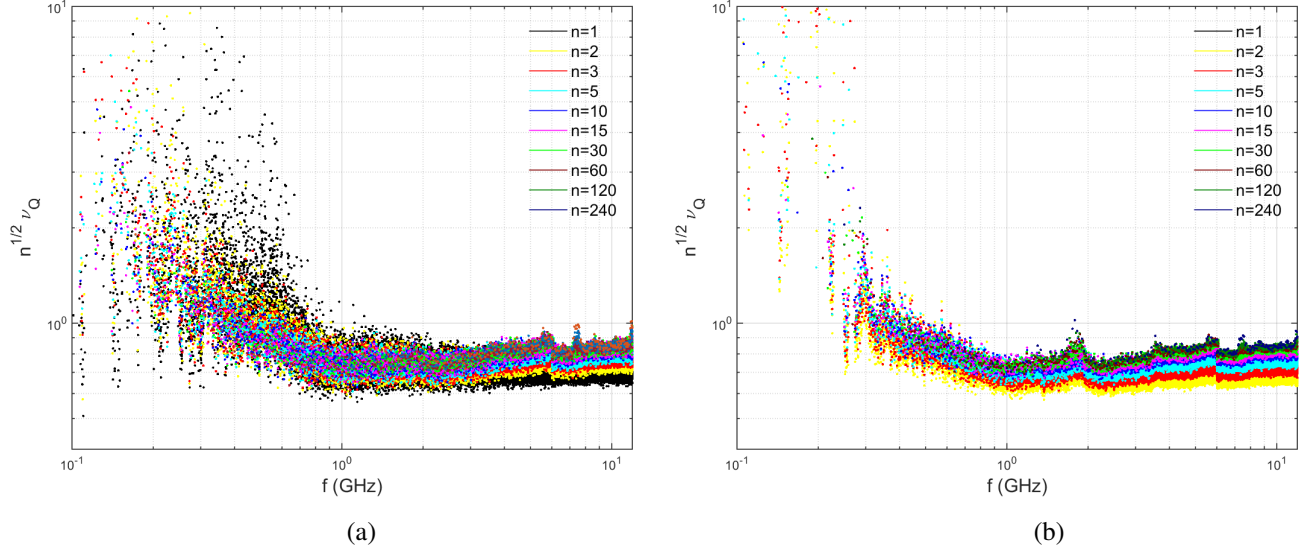 10^1
10^0
n^{1/2} ν_Q
n=1
n=2
n=3
n=5
n=10
n=15
n=30
n=60
n=120
n=240
10^{-1} 10^0 10^1
f (GHz)
(a)
10^1
10^0
n^{1/2} ν_Q
n=1
n=2
n=3
n=5
n=10
n=15
n=30
n=60
n=120
n=240
10^{-1} 10^0 10^1
f (GHz)
(b)